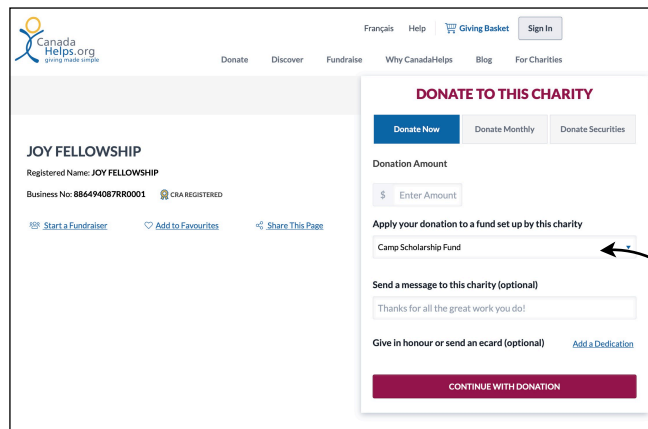 Canada
Helps.org
giving made simple
Français Help Giving Basket Sign In
Donate Discover Fundraise Why CanadaHelps Blog For Charities
DONATE TO THIS CHARITY
Donate Now Donate Monthly Donate Securities
JOY FELLOWSHIP
Registered Name: JOY FELLOWSHIP
Business No: 886494087RR0001 CRA REGISTERED
Start a Fundraiser Add to Favourites Share This Page
Donation Amount
$ Enter Amount
Apply your donation to a fund set up by this charity
Camp Scholarship Fund
Send a message to this charity (optional)
Thanks for all the great work you do!
Give in honour or send an ecard (optional) Add a Dedication
CONTINUE WITH DONATION